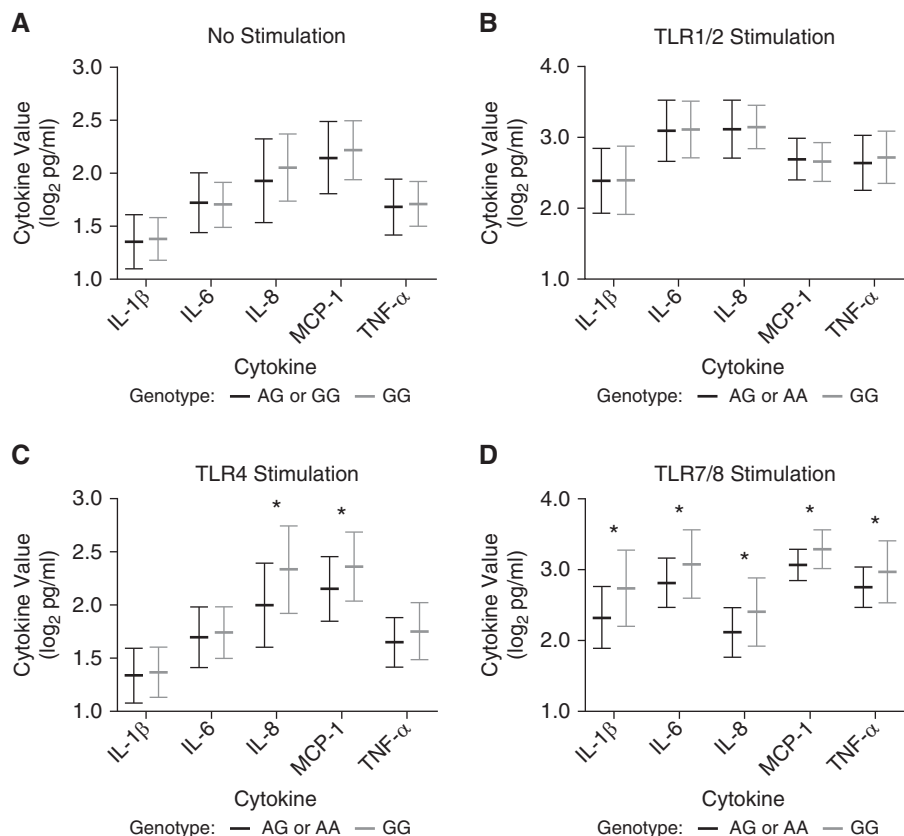 A
No Stimulation
3.0
2.5
2.0
1.5
1.0
Cytokine Value
(log2 pg/ml)
IL-1β
IL-6
IL-8
MCP-1
TNF-α
Cytokine
Genotype: AG or GG GG
B
TLR1/2 Stimulation
4.0
3.0
2.0
1.0
Cytokine Value
(log2 pg/ml)
IL-1β
IL-6
IL-8
MCP-1
TNF-α
Cytokine
Genotype: AG or AA GG
C
TLR4 Stimulation
3.0
2.5
2.0
1.5
1.0
Cytokine Value
(log2 pg/ml)
* *
IL-1β
IL-6
IL-8
MCP-1
TNF-α
Cytokine
Genotype: AG or AA GG
D
TLR7/8 Stimulation
4.0
3.0
2.0
1.0
Cytokine Value
(log2 pg/ml)
* * * * *
IL-1β
IL-6
IL-8
MCP-1
TNF-α
Cytokine
Genotype: AG or AA GG